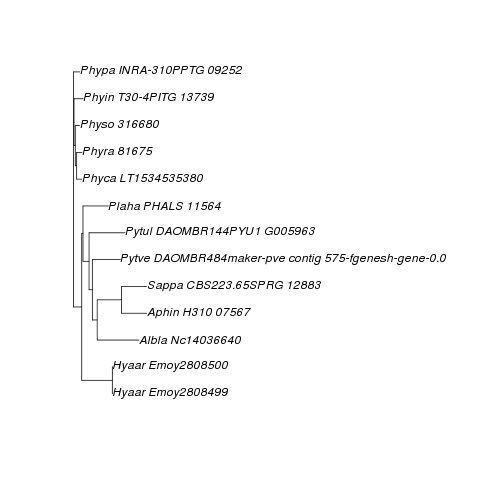 Phypa INRA-310PPTG 09252
Phyin T30-4PITG 13739
Physo 316680
Phyra 81675
Phyca LT1534535380
Plaha PHALS 11564
Pytul DAOMBR144PYU1 G005963
Pytve DAOMBR484maker-pve contig 575-fgenesh-gene-0.0
Sappa CBS223.65SPRG 12883
Aphin H310 07567
Albla Nc14036640
Hyaar Emoy2808500
Hyaar Emoy2808499